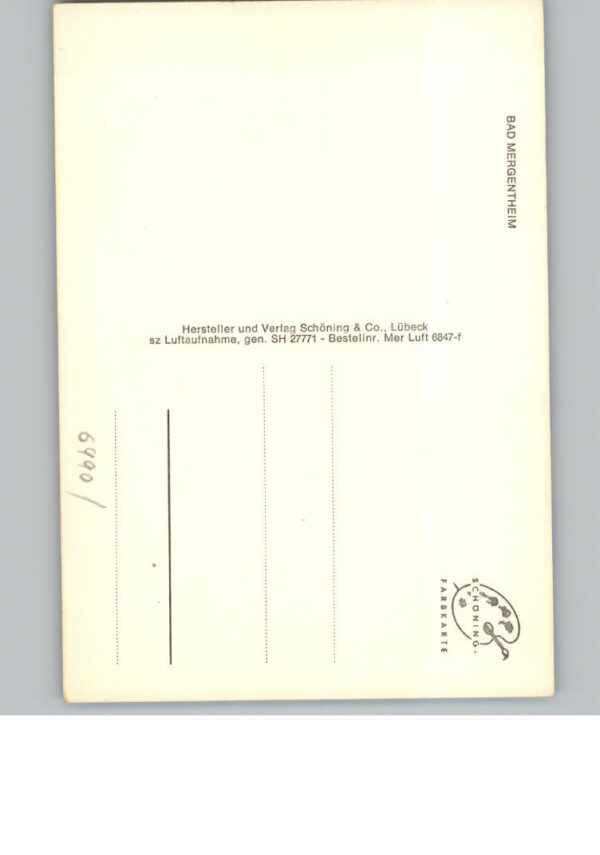 BAD MERGENTHEIM
Hersteller und Verlag Schöning & Co., Lübeck
sz Luftaufnahme, gen. SH 27771 - Bestellnr. Mer Luft 6847-f
SCHÖNING-
FARBKARTE
6990/